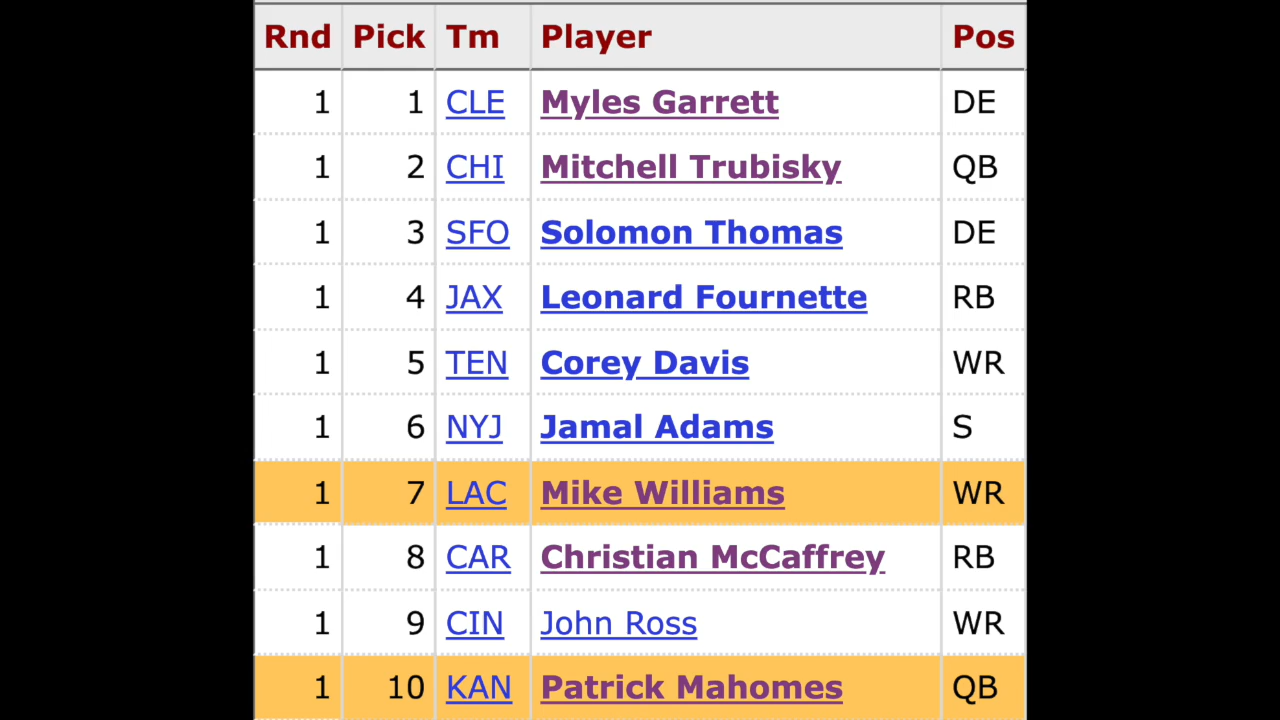 Rnd Pick Tm Player Pos
1 1 CLE Myles Garrett DE
1 2 CHI Mitchell Trubisky QB
1 3 SFO Solomon Thomas DE
1 4 JAX Leonard Fournette RB
1 5 TEN Corey Davis WR
1 6 NYJ Jamal Adams S
1 7 LAC Mike Williams WR
1 8 CAR Christian McCaffrey RB
1 9 CIN John Ross WR
1 10 KAN Patrick Mahomes QB